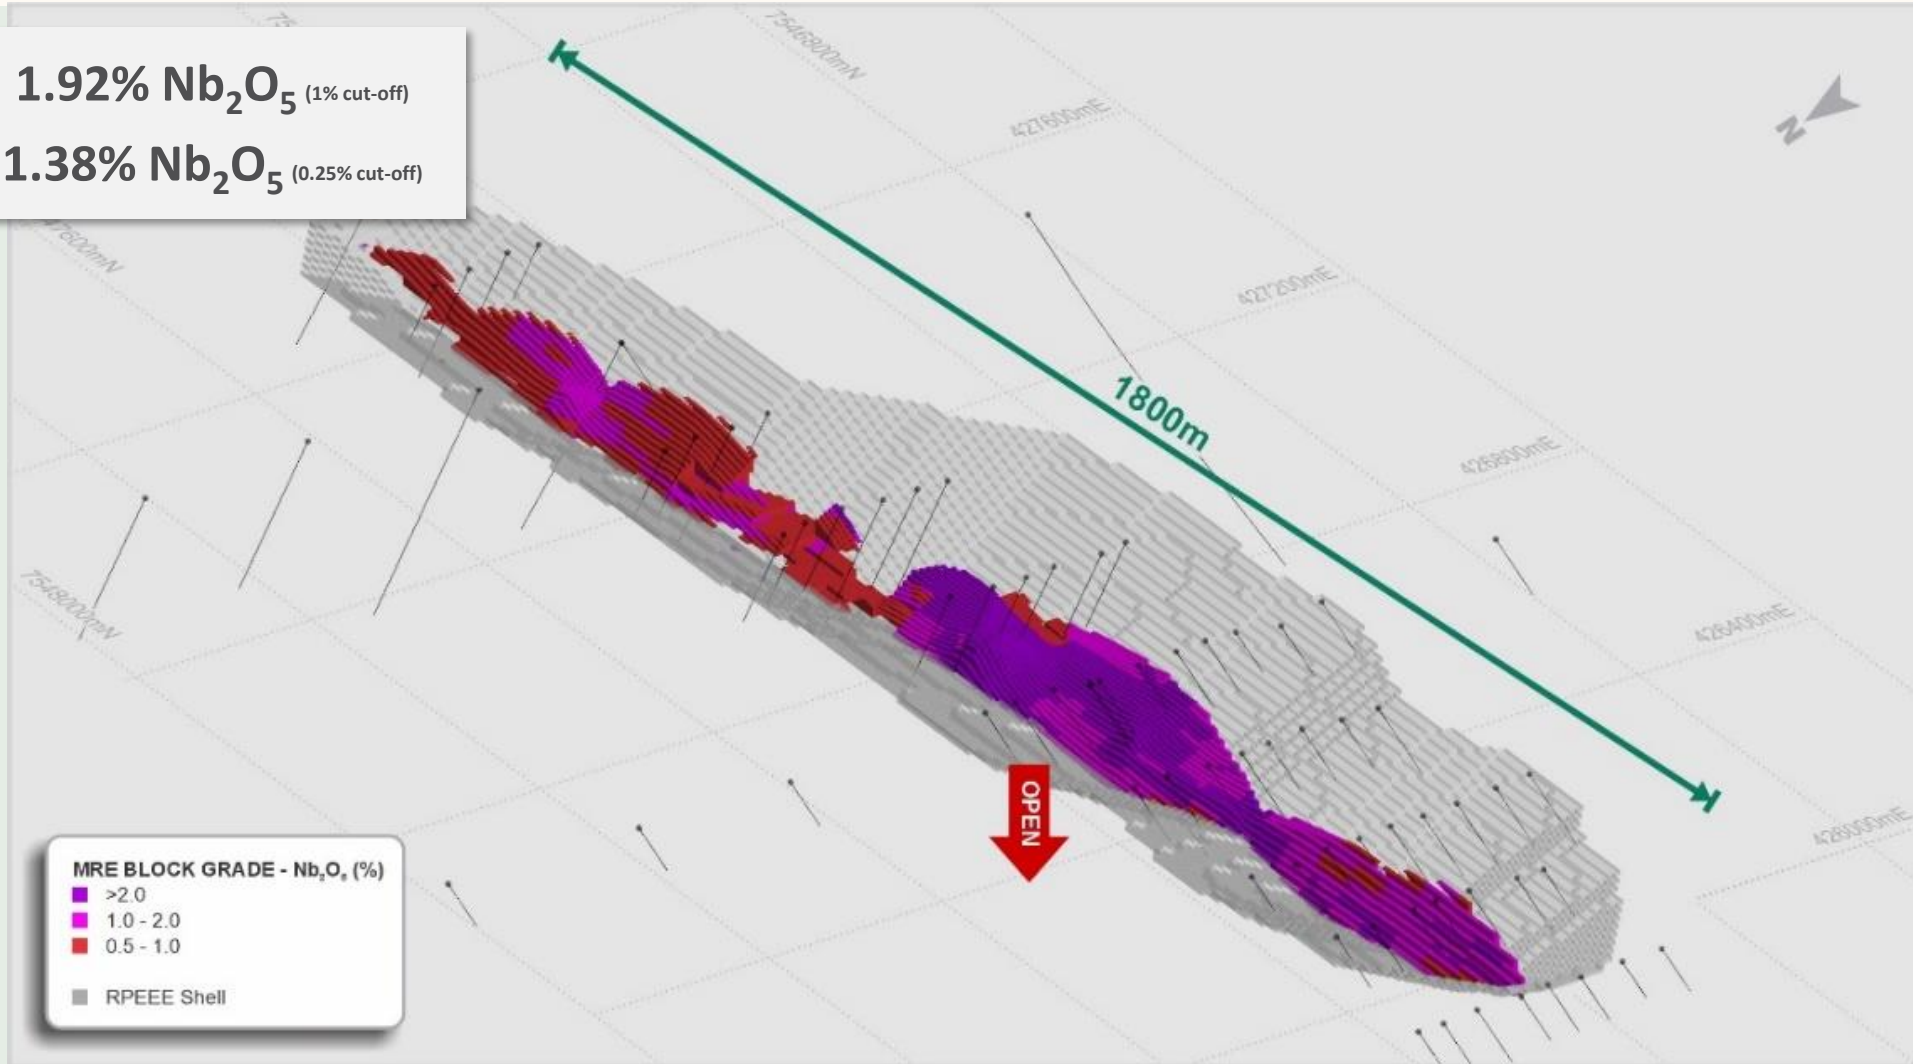 1.92% Nb₂O₅ (1% cut-off)
1.38% Nb₂O₅ (0.25% cut-off)
7546800mN
427600mE
427200mE
426800mE
426400mE
426000mE
N
1800m
7548000mN
OPEN
MRE BLOCK GRADE - Nb₂O₅ (%)
>2.0
1.0 - 2.0
0.5 - 1.0
RPEEE Shell